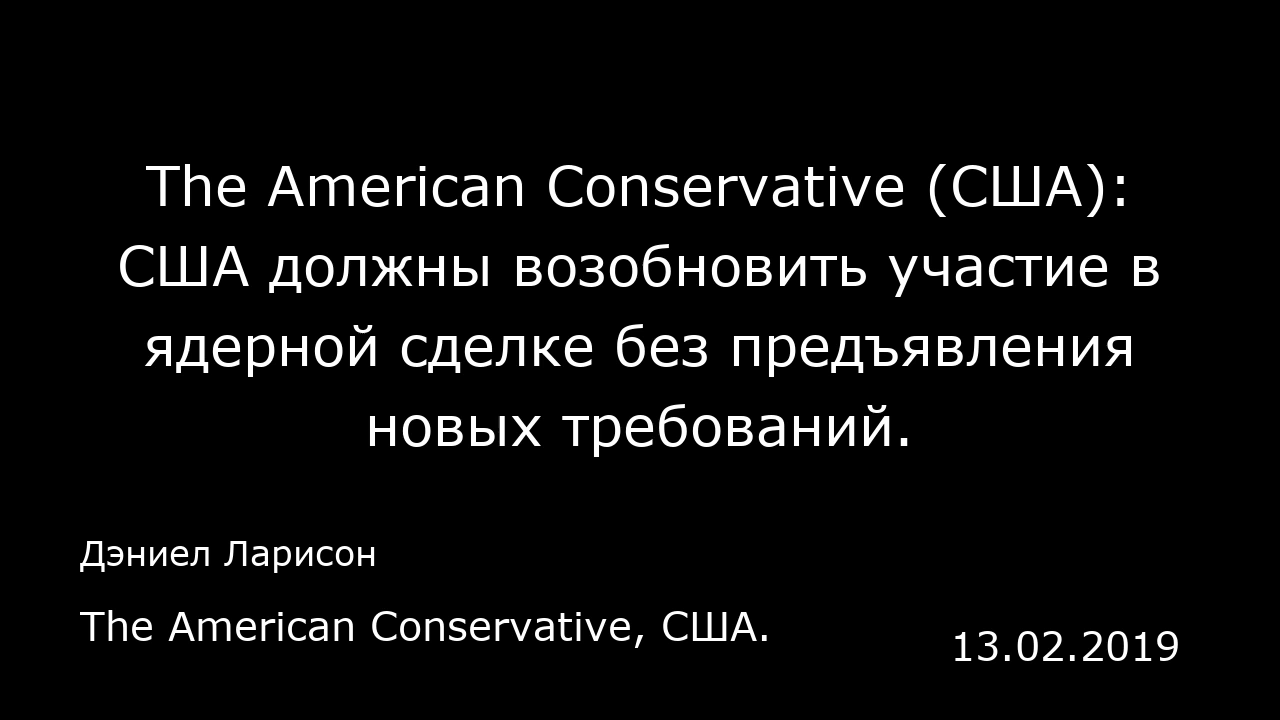 The American Conservative (США):
США должны возобновить участие в
ядерной сделке без предъявления
новых требований.
Дэниел Ларисон
The American Conservative, США.
13.02.2019